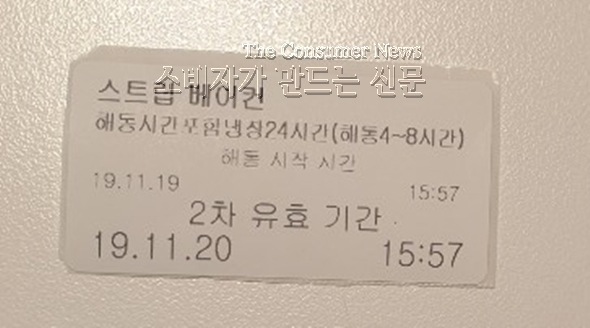 The Consumer News
소비자가 만드는 신문
스트립 베이컨
해동시간포함냉장24시간(해동4~8시간)
해동 시작 시간
19.11.19 15:57
2차 유효 기간
19.11.20 15:57